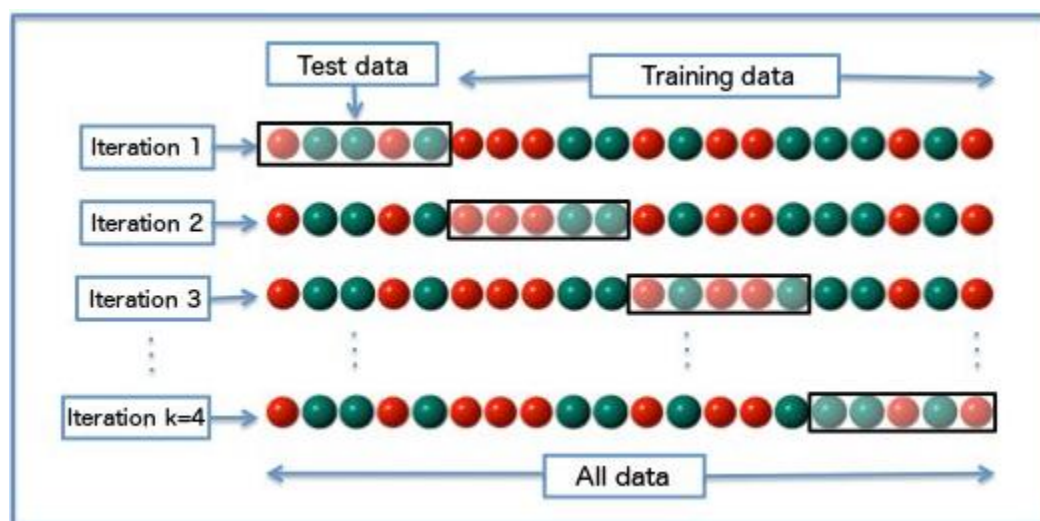 Test data
Training data
Iteration 1
Iteration 2
Iteration 3
Iteration k=4
All data